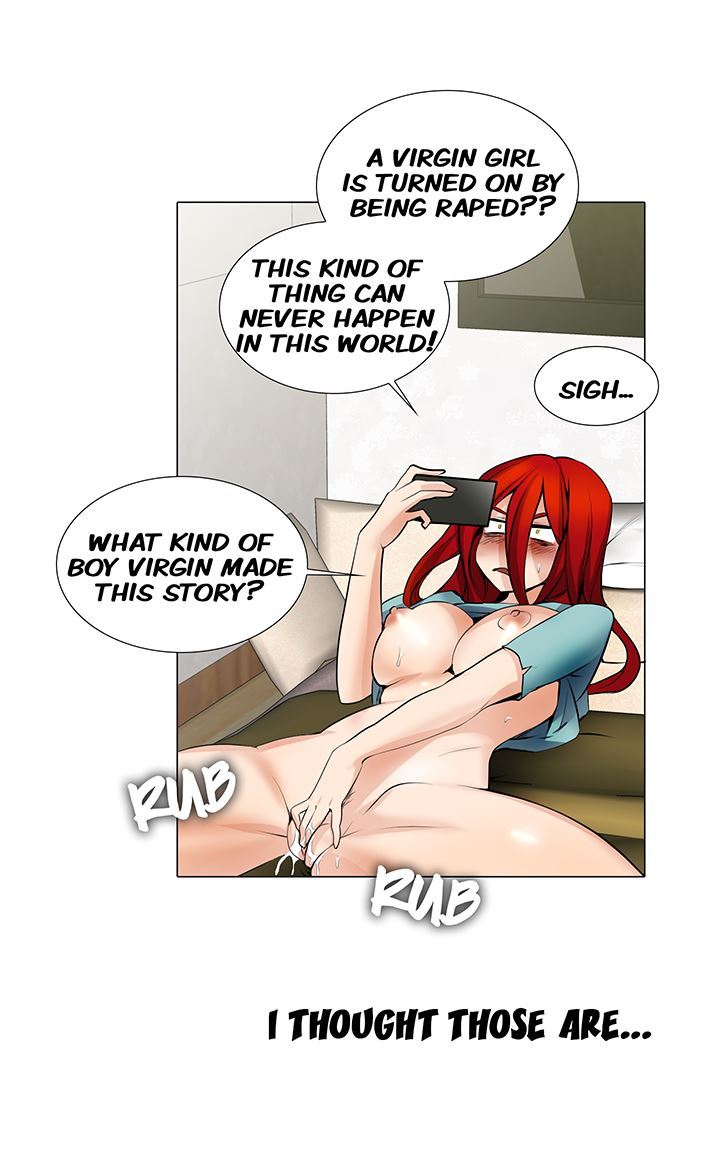 A VIRGIN GIRL
IS TURNED ON BY
BEING RAPED??
THIS KIND OF
THING CAN
NEVER HAPPEN
IN THIS WORLD!
SIGH...
WHAT KIND OF
BOY VIRGIN MADE
THIS STORY?
RUB
RUB
I THOUGHT THOSE ARE...